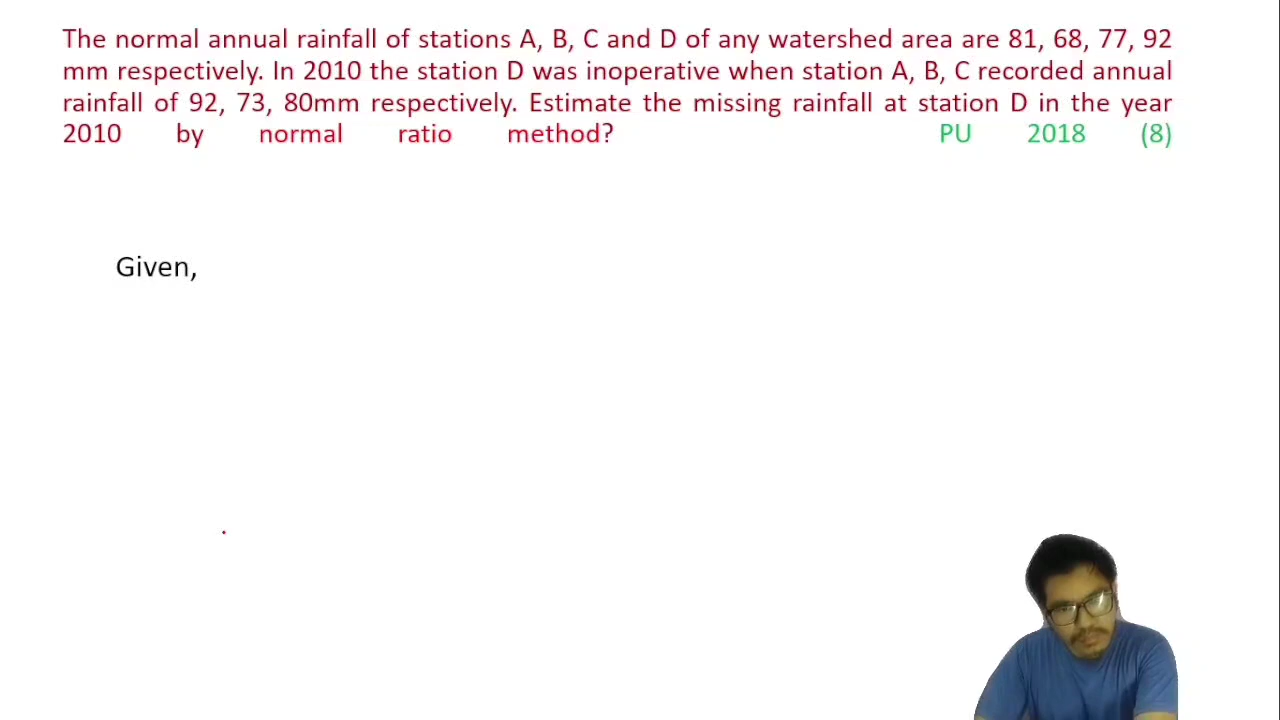 The normal annual rainfall of stations A, B, C and D of any watershed area are 81, 68, 77, 92
mm respectively. In 2010 the station D was inoperative when station A, B, C recorded annual
rainfall of 92, 73, 80mm respectively. Estimate the missing rainfall at station D in the year
2010 by normal ratio method? PU 2018 (8)
Given,